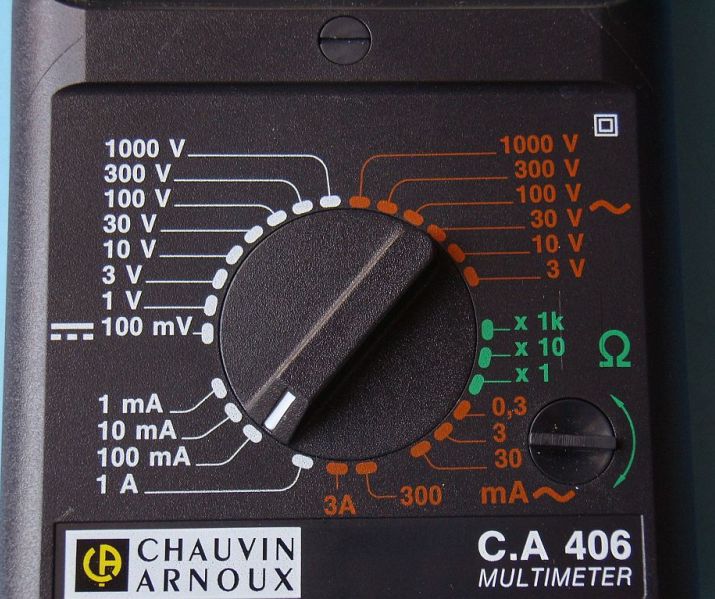 1000 V
300 V
100 V
30 V
10 V
3 V
1 V
100 mV
1 mA
10 mA
100 mA
1 A
1000 V
300 V
100 V
30 V
10 V
3 V
x 1k
x 10
x 1
Ω
0,3
3
30
300
3A
mA
CA
CHAUVIN
ARNOUX
C.A 406
MULTIMETER